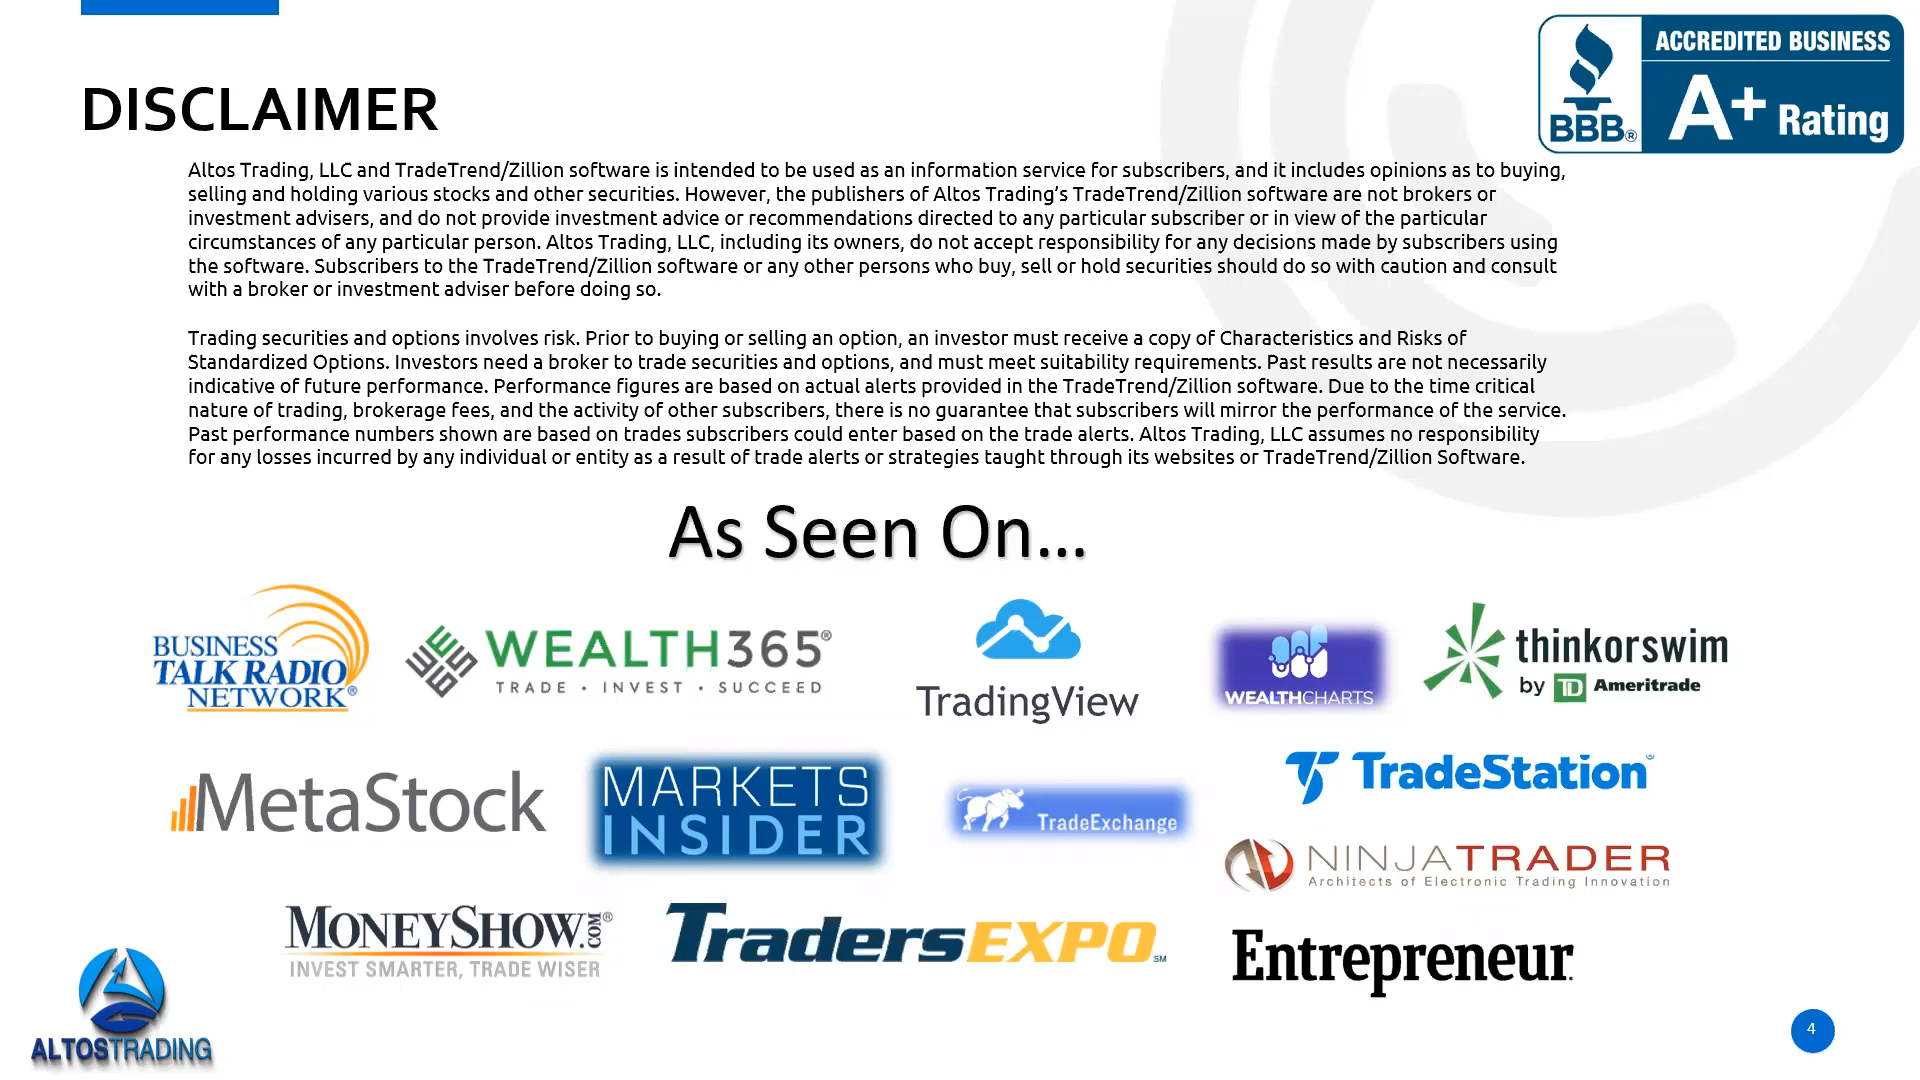 ACCREDITED BUSINESS
BBB®
A+ Rating
DISCLAIMER
Altos Trading, LLC and TradeTrend/Zillion software is intended to be used as an information service for subscribers, and it includes opinions as to buying,
selling and holding various stocks and other securities. However, the publishers of Altos Trading’s TradeTrend/Zillion software are not brokers or
investment advisers, and do not provide investment advice or recommendations directed to any particular subscriber or in view of the particular
circumstances of any particular person. Altos Trading, LLC, including its owners, do not accept responsibility for any decisions made by subscribers using
the software. Subscribers to the TradeTrend/Zillion software or any other persons who buy, sell or hold securities should do so with caution and consult
with a broker or investment adviser before doing so.
Trading securities and options involves risk. Prior to buying or selling an option, an investor must receive a copy of Characteristics and Risks of
Standardized Options. Investors need a broker to trade securities and options, and must meet suitability requirements. Past results are not necessarily
indicative of future performance. Performance figures are based on actual alerts provided in the TradeTrend/Zillion software. Due to the time critical
nature of trading, brokerage fees, and the activity of other subscribers, there is no guarantee that subscribers will mirror the performance of the service.
Past performance numbers shown are based on trades subscribers could enter based on the trade alerts. Altos Trading, LLC assumes no responsibility
for any losses incurred by any individual or entity as a result of trade alerts or strategies taught through its websites or TradeTrend/Zillion Software.
As Seen On...
BUSINESS
TALK RADIO
NETWORK®
WEALTH365®
TRADE • INVEST • SUCCEED
TradingView
WEALTHCHARTS
thinkorswim
by TD Ameritrade
MetaStock
MARKETS
INSIDER
TradeExchange
TradeStation®
NINJATRADER
Architects of Electronic Trading Innovation
MONEYSHOW.COM®
INVEST SMARTER, TRADE WISER
TradersEXPO SM
Entrepreneur.
ALTOSTRADING
4